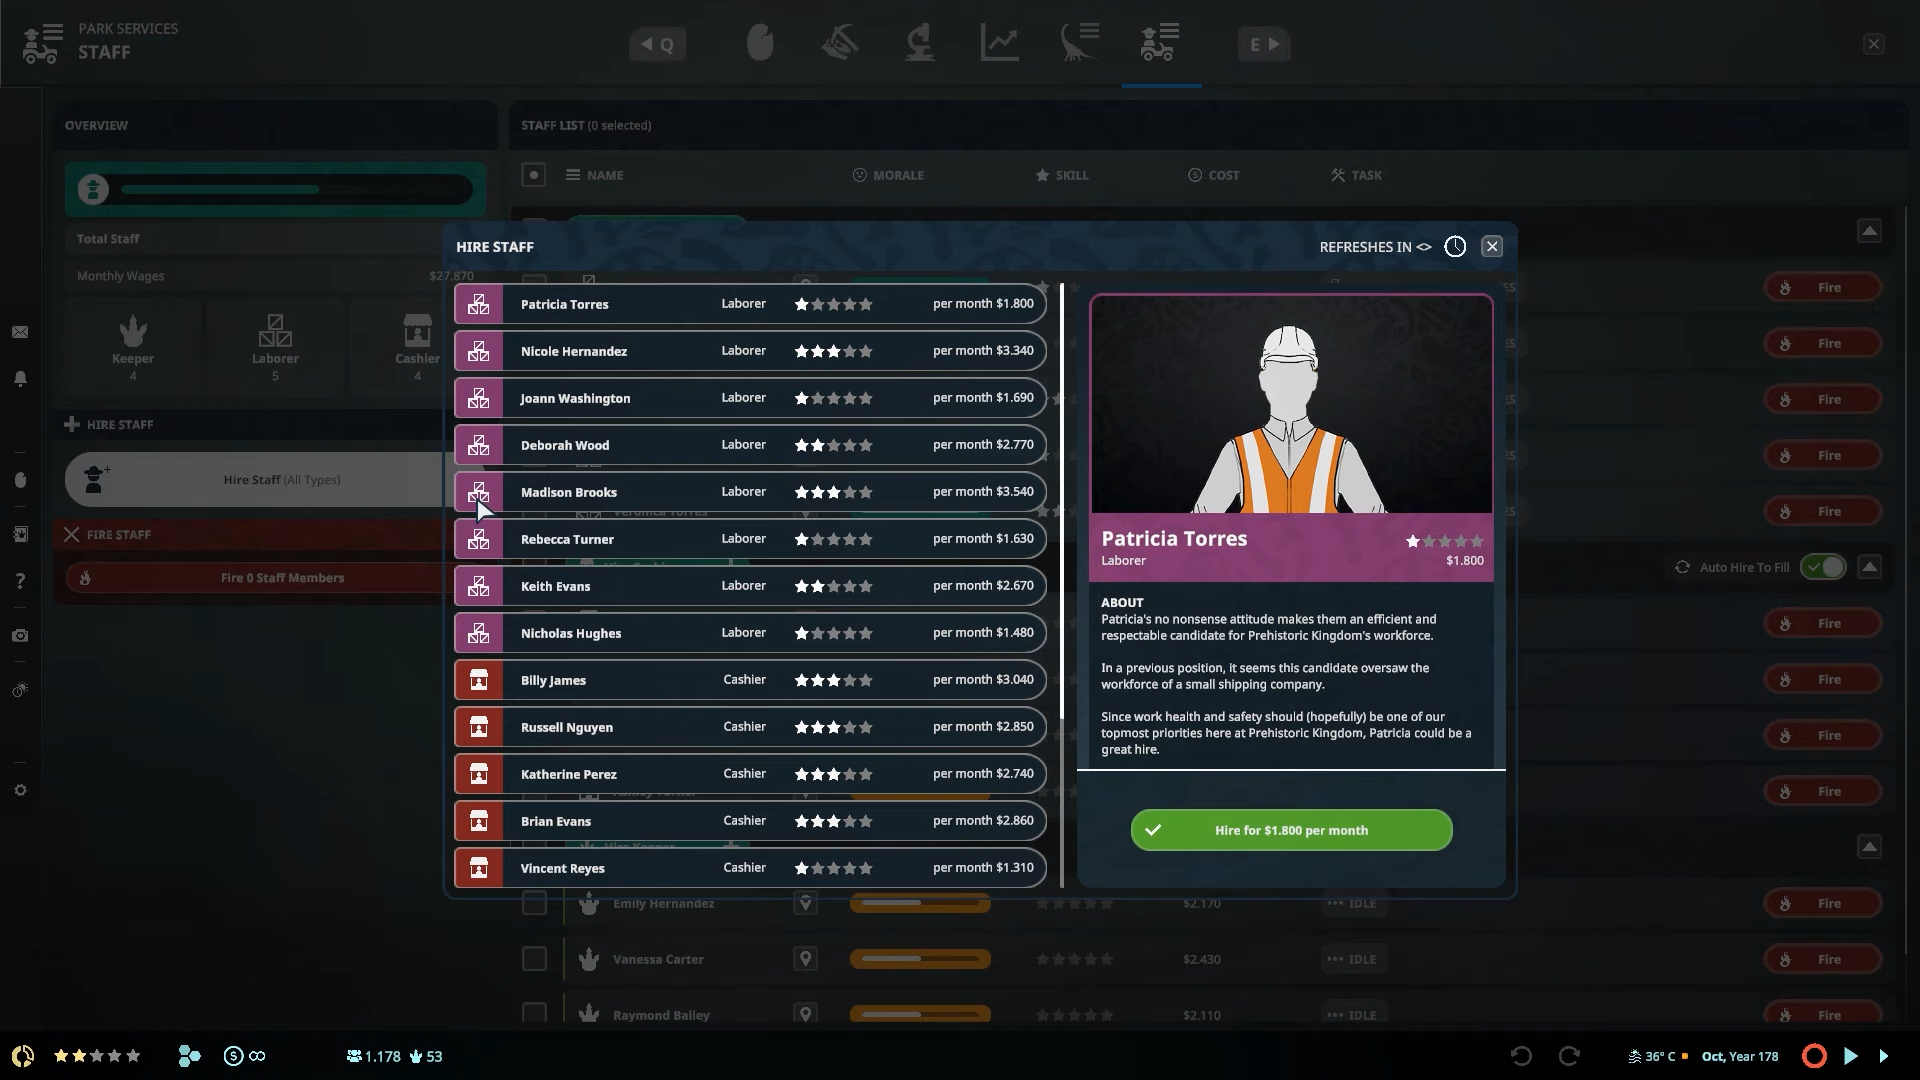 PARK SERVICES
STAFF
Q
E
OVERVIEW
STAFF LIST (0 selected)
NAME
MORALE
SKILL
COST
TASK
Total Staff
Monthly Wages
$27.870
Keeper
4
Laborer
5
Cashier
4
HIRE STAFF
Hire Staff (All Types)
FIRE STAFF
Fire 0 Staff Members
HIRE STAFF
REFRESHES IN <>
Patricia Torres Laborer per month $1.800
Nicole Hernandez Laborer per month $3.340
Joann Washington Laborer per month $1.690
Deborah Wood Laborer per month $2.770
Madison Brooks Laborer per month $3.540
Rebecca Turner Laborer per month $1.630
Keith Evans Laborer per month $2.670
Nicholas Hughes Laborer per month $1.480
Billy James Cashier per month $3.040
Russell Nguyen Cashier per month $2.850
Katherine Perez Cashier per month $2.740
Brian Evans Cashier per month $2.860
Vincent Reyes Cashier per month $1.310
Patricia Torres
Laborer
$1.800
ABOUT
Patricia's no nonsense attitude makes them an efficient and
respectable candidate for Prehistoric Kingdom's workforce.
In a previous position, it seems this candidate oversaw the
workforce of a small shipping company.
Since work health and safety should (hopefully) be one of our
topmost priorities here at Prehistoric Kingdom, Patricia could be a
great hire.
Hire for $1.800 per month
Fire
Fire
Fire
Fire
Fire
Auto Hire To Fill
Fire
Fire
Fire
Fire
Emily Hernandez $2.170 IDLE Fire
Vanessa Carter $2.430 IDLE Fire
Raymond Bailey $2.110 IDLE Fire
1.178
53
36° C
Oct, Year 178